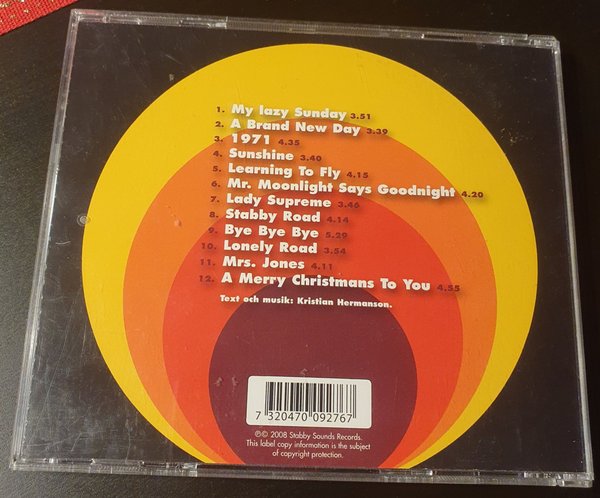 1. My lazy Sunday 3.51
2. A Brand New Day 3.39
3. 1971 4.35
4. Sunshine 3.40
5. Learning To Fly 4.15
6. Mr. Moonlight Says Goodnight 4.20
7. Lady Supreme 3.46
8. Stabby Road 4.14
9. Bye Bye Bye 5.29
10. Lonely Road 3.54
11. Mrs. Jones 4.11
12. A Merry Christmans To You 4.55
Text och musik: Kristian Hermanson.
7 320470 092767
℗© 2008 Stabby Sounds Records.
This label copy information is the subject
of copyright protection.